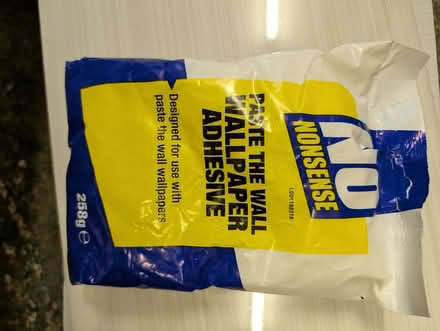 NO
NONSENSE
PASTE THE WALL
WALLPAPER
ADHESIVE
Designed for use with
paste the wall wallpapers
258g e